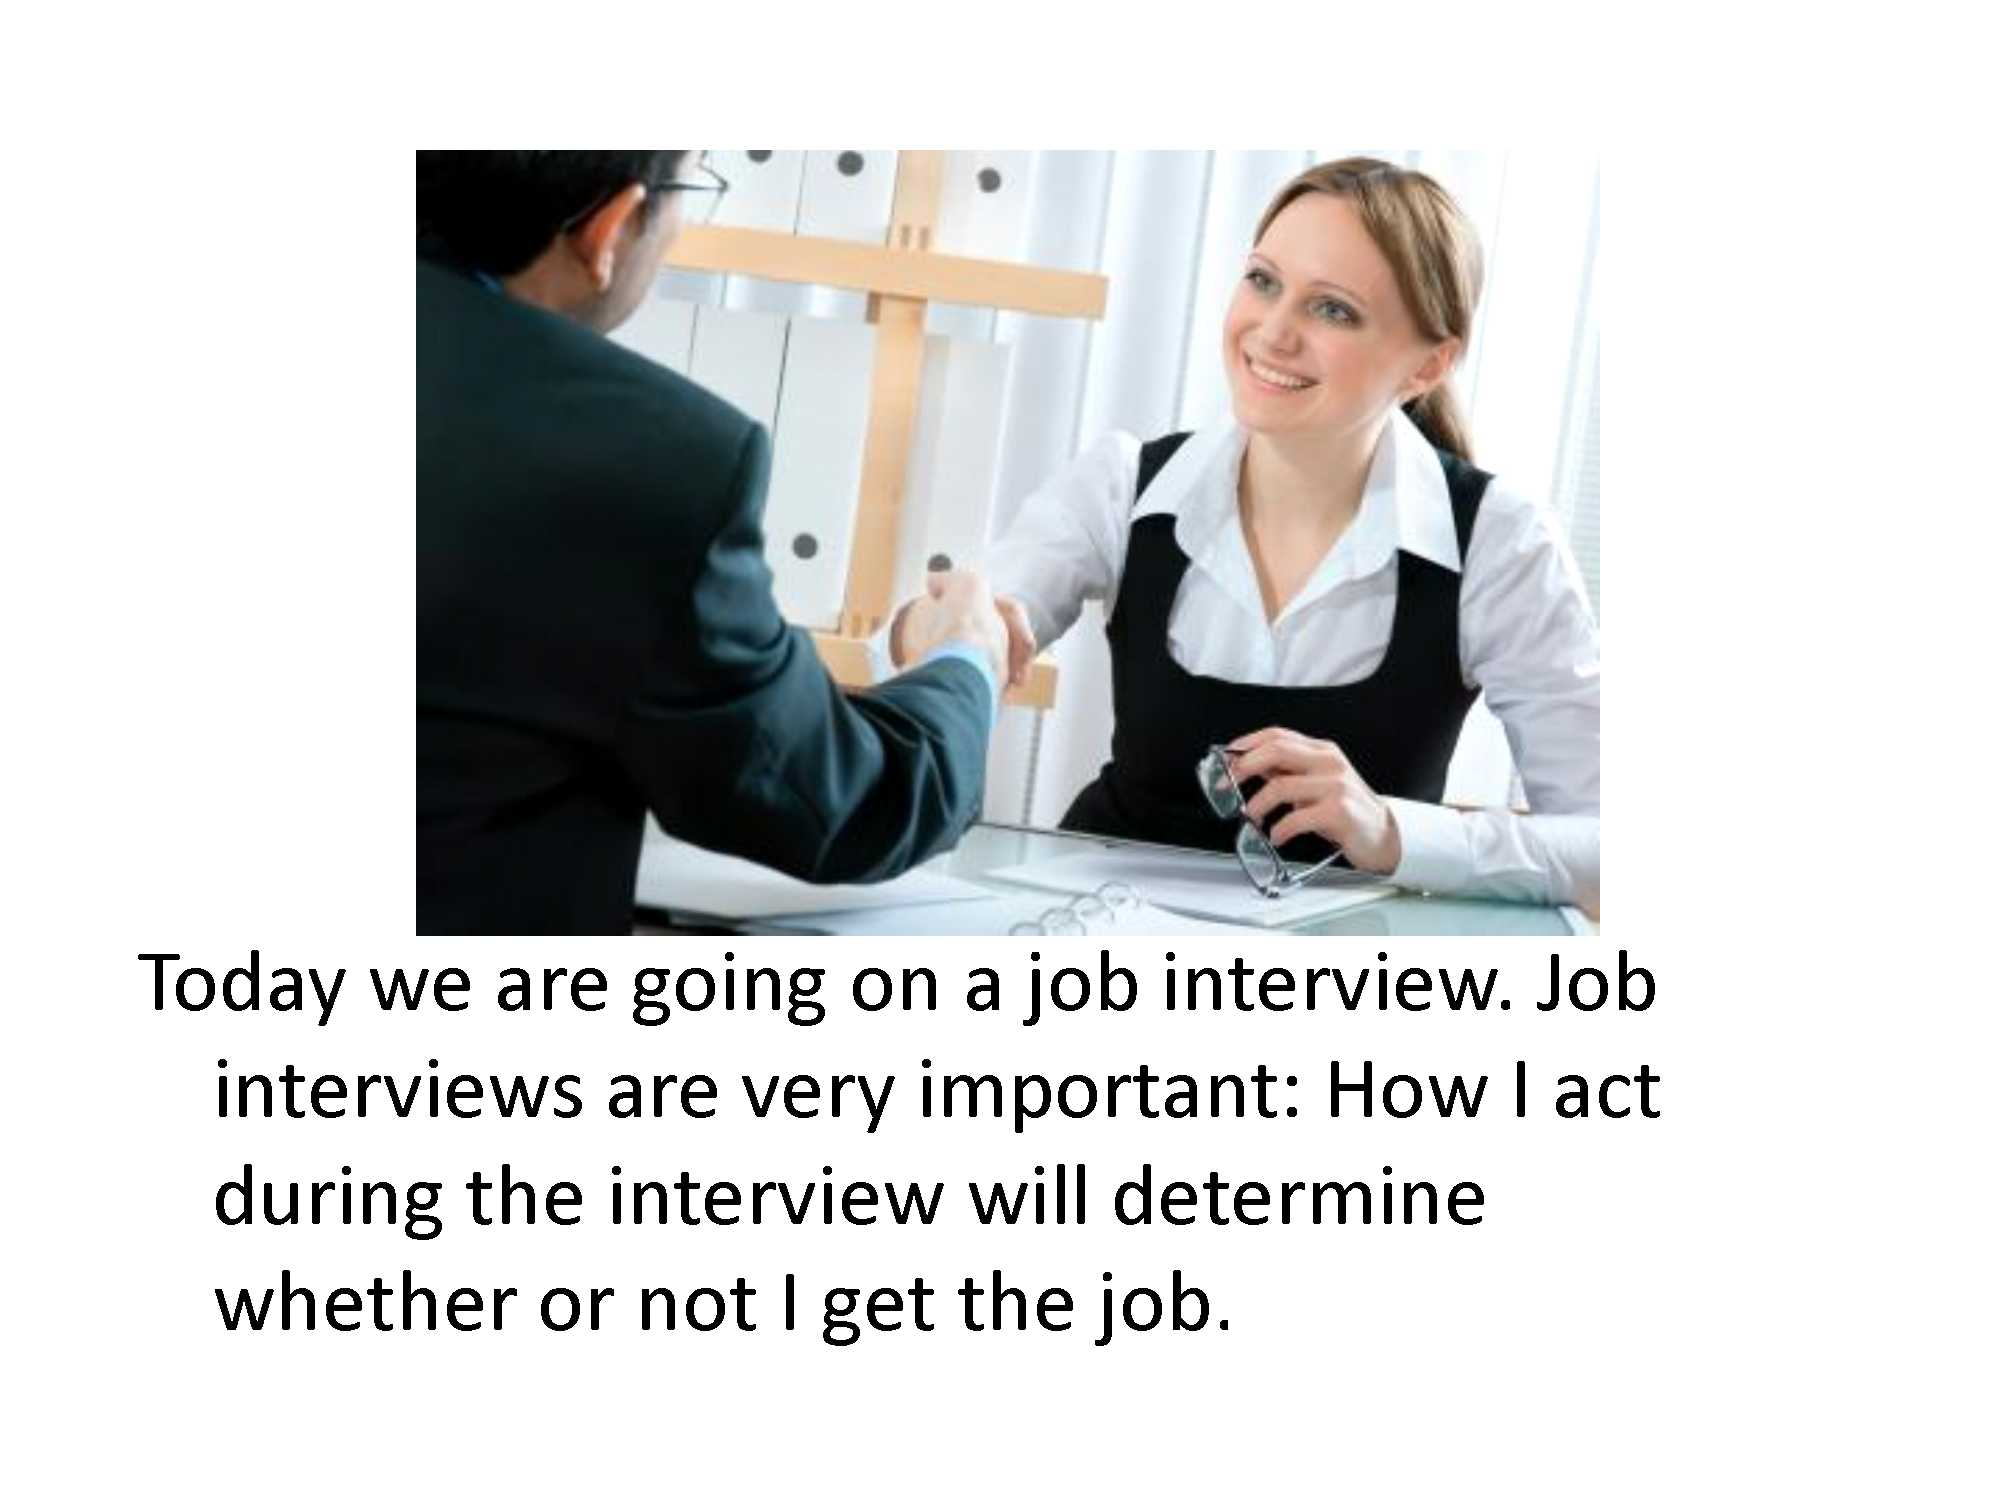 Today we are going on a job interview. Job
interviews are very important: How I act
during the interview will determine
whether or not I get the job.